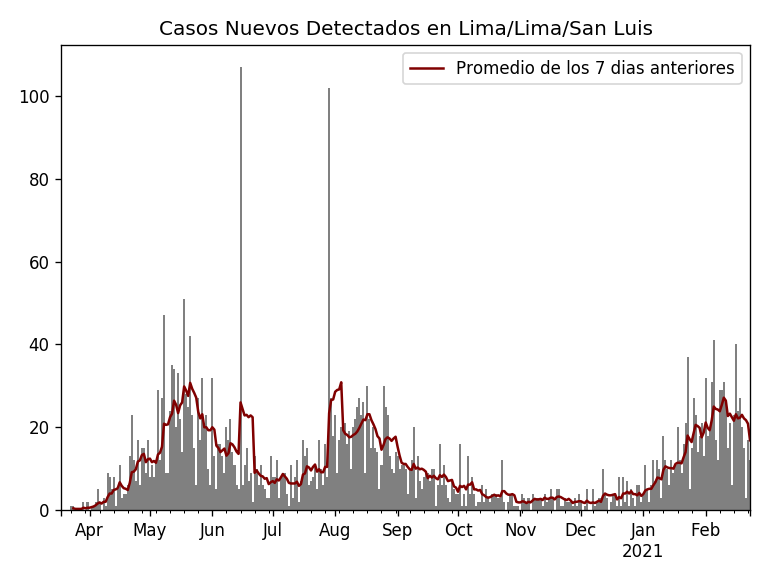 Casos Nuevos Detectados en Lima/Lima/San Luis
Promedio de los 7 dias anteriores
100
80
60
40
20
0
Apr May Jun Jul Aug Sep Oct Nov Dec Jan Feb
2021